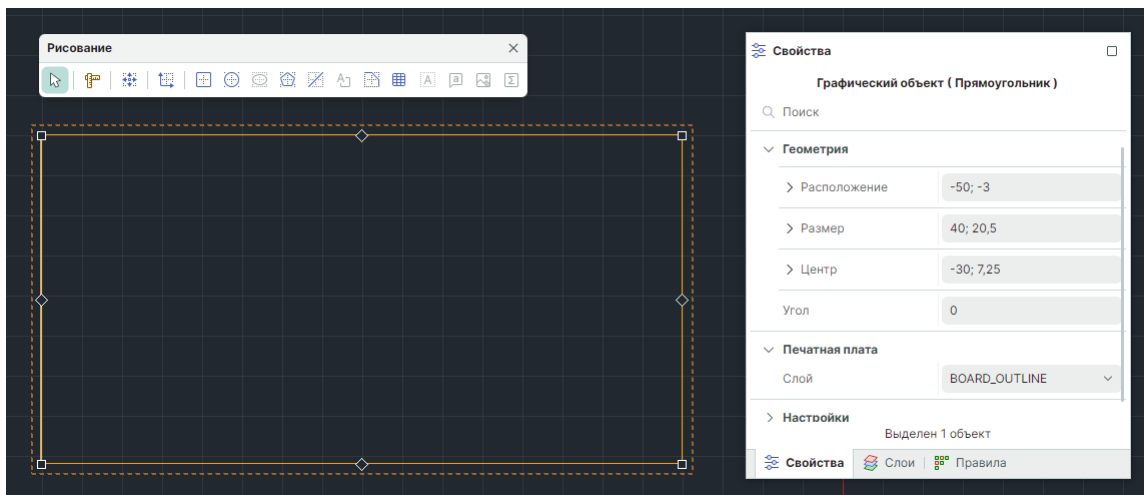 Рисование
A
a
Σ
Свойства
Графический объект ( Прямоугольник )
Поиск
Геометрия
Расположение -50; -3
Размер 40; 20,5
Центр -30; 7,25
Угол 0
Печатная плата
Слой BOARD_OUTLINE
Настройки
Выделен 1 объект
Свойства Слои Правила